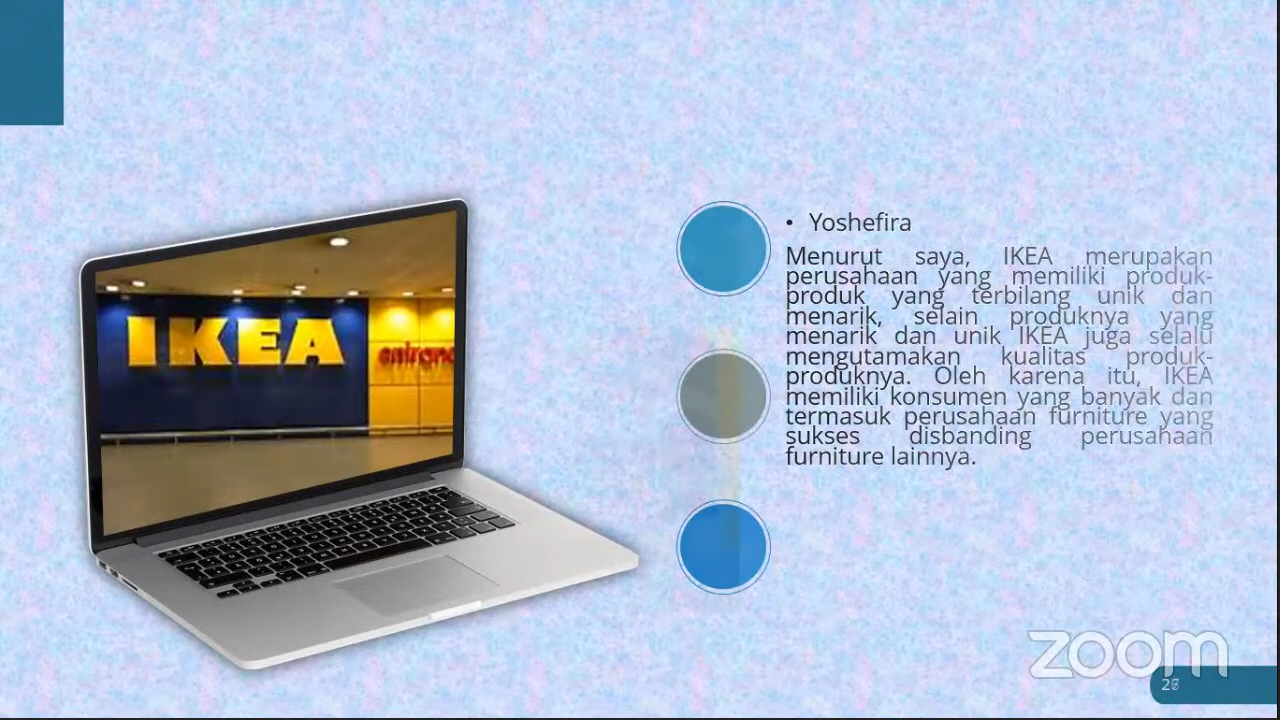 IKEA
entrance
• Yoshefira
Menurut saya, IKEA merupakan
perusahaan yang memiliki produk-
produk yang terbilang unik dan
menarik, selain produknya yang
menarik dan unik IKEA juga selalu
mengutamakan kualitas produk-
produknya. Oleh karena itu, IKEA
memiliki konsumen yang banyak dan
termasuk perusahaan furniture yang
sukses disbanding perusahaan
furniture lainnya.
zoom